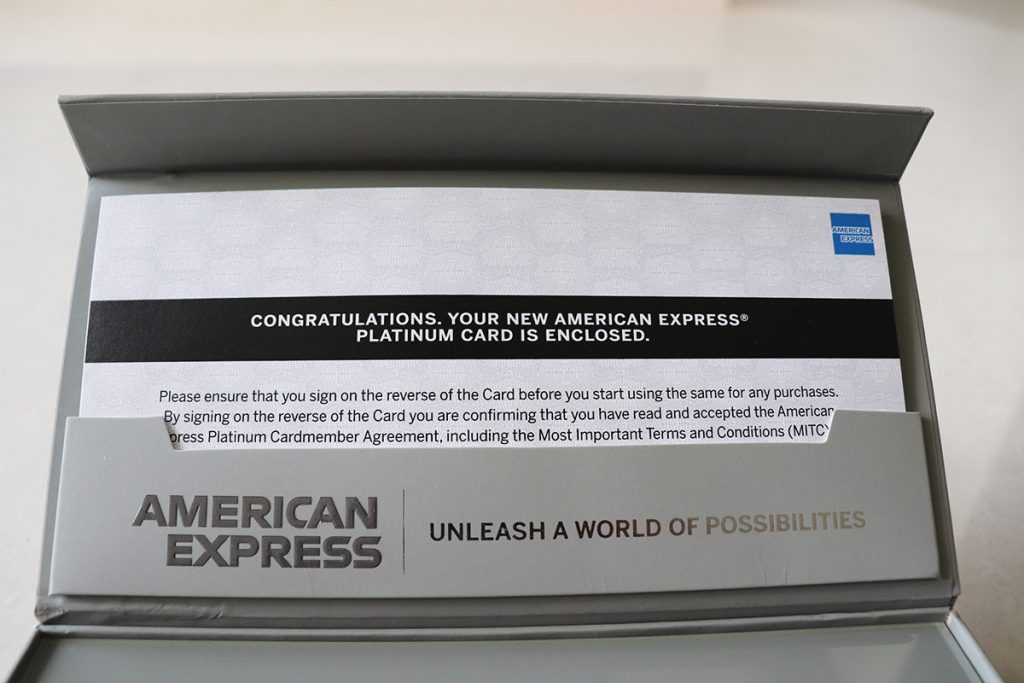 AMERICAN
EXPRESS
CONGRATULATIONS. YOUR NEW AMERICAN EXPRESS®
PLATINUM CARD IS ENCLOSED.
Please ensure that you sign on the reverse of the Card before you start using the same for any purchases.
By signing on the reverse of the Card you are confirming that you have read and accepted the American
press Platinum Cardmember Agreement, including the Most Important Terms and Conditions (MITC)
AMERICAN
EXPRESS
UNLEASH A WORLD OF POSSIBILITIES